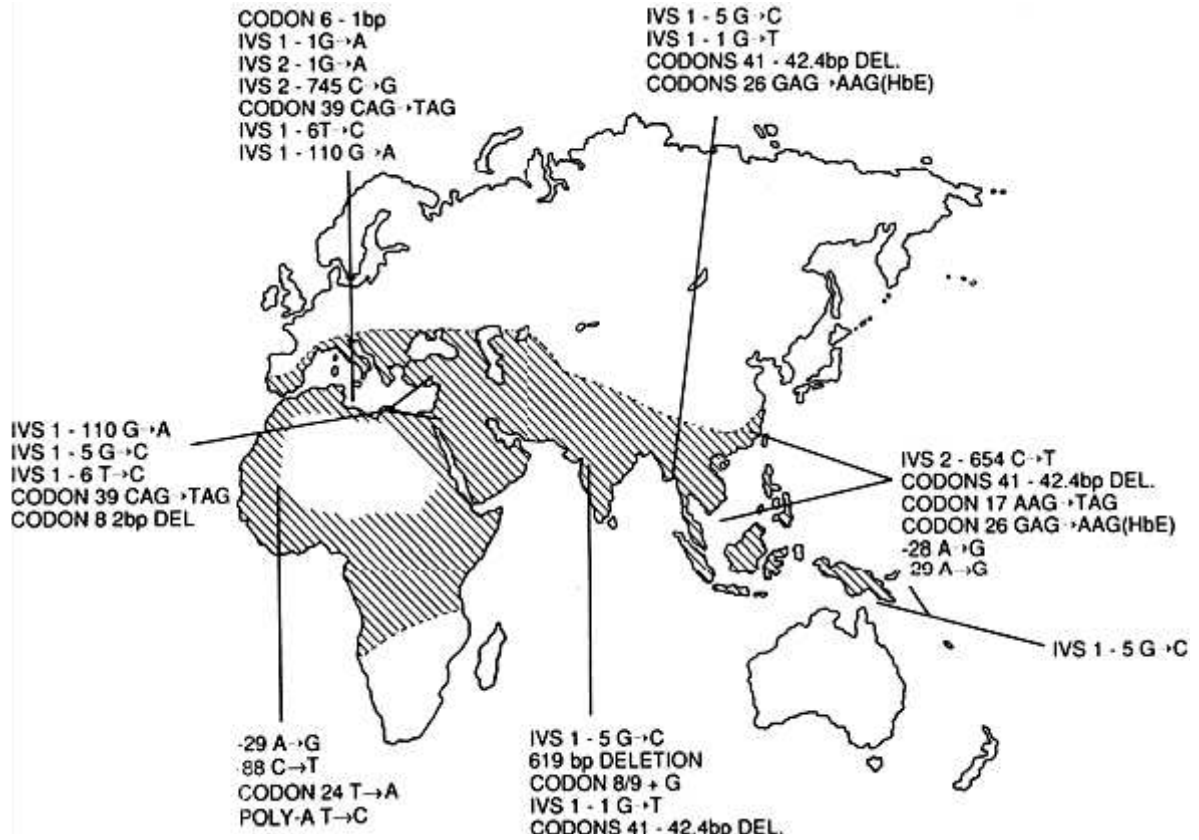 CODON 6 - 1bp
IVS 1 - 1G→A
IVS 2 - 1G→A
IVS 2 - 745 C→G
CODON 39 CAG→TAG
IVS 1 - 6T→C
IVS 1 - 110 G→A
IVS 1 - 5 G→C
IVS 1 - 1 G→T
CODONS 41 - 42.4bp DEL.
CODONS 26 GAG→AAG(HbE)
IVS 1 - 110 G→A
IVS 1 - 5 G→C
IVS 1 - 6 T→C
CODON 39 CAG→TAG
CODON 8 2bp DEL
IVS 2 - 654 C→T
CODONS 41 - 42.4bp DEL.
CODON 17 AAG→TAG
CODON 26 GAG→AAG(HbE)
-28 A→G
-29 A→G
IVS 1 - 5 G→C
-29 A→G
-88 C→T
CODON 24 T→A
POLY-A T→C
IVS 1 - 5 G→C
619 bp DELETION
CODON 8/9 + G
IVS 1 - 1 G→T
CODONS 41 - 42.4bp DEL.